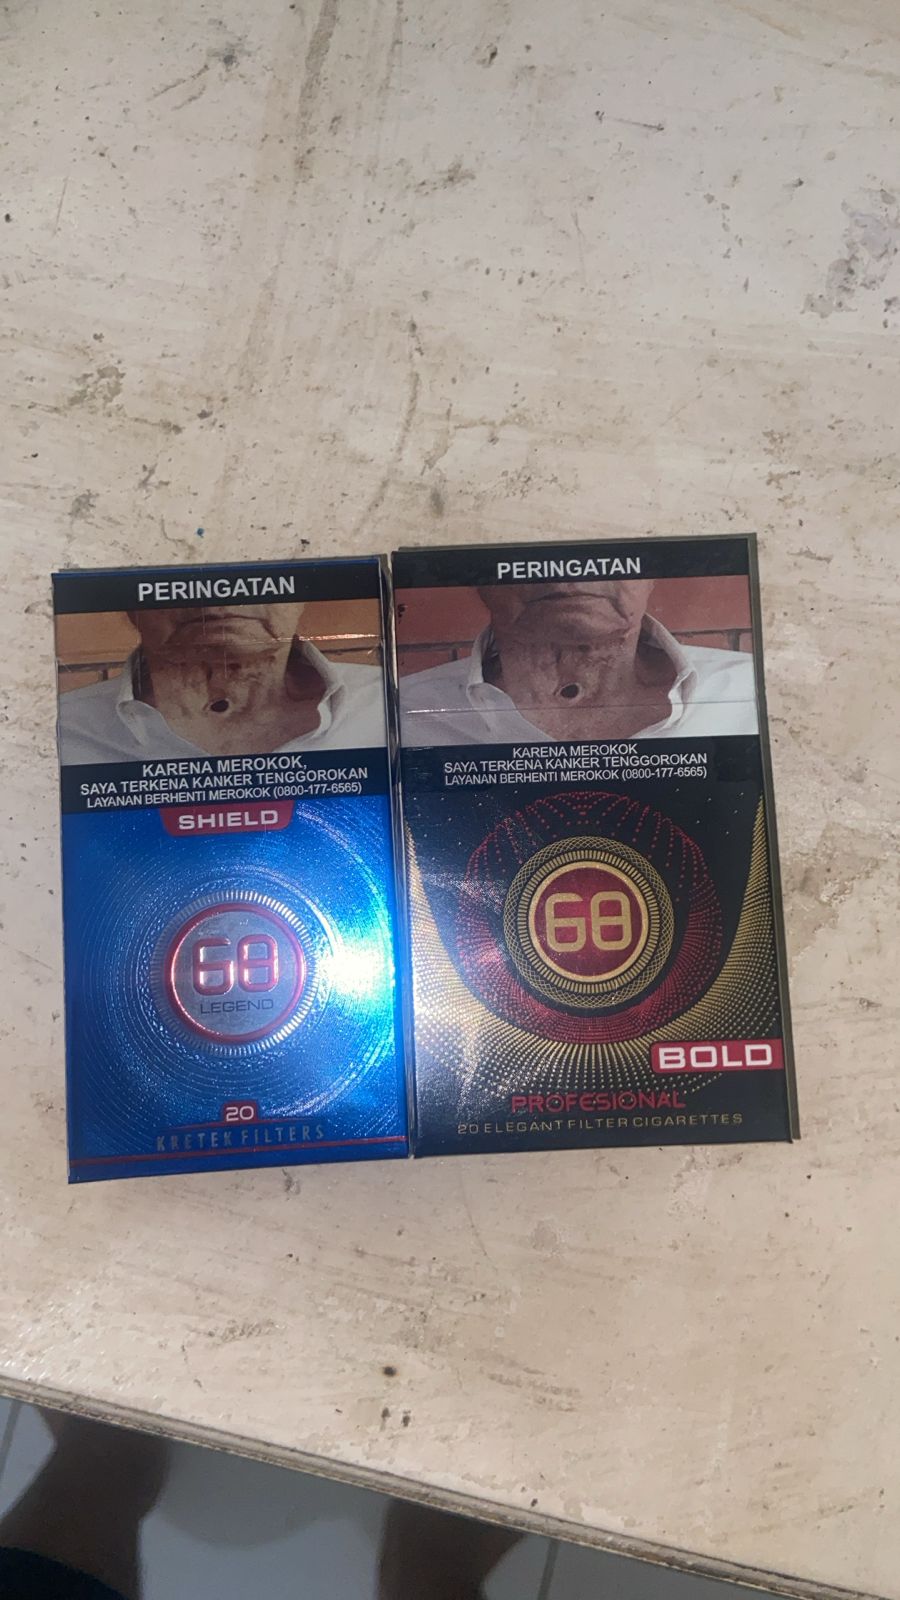 PERINGATAN
KARENA MEROKOK,
SAYA TERKENA KANKER TENGGOROKAN
LAYANAN BERHENTI MEROKOK (0800-177-6565)
SHIELD
68
LEGEND
20
KRETEK FILTERS
PERINGATAN
KARENA MEROKOK
SAYA TERKENA KANKER TENGGOROKAN
LAYANAN BERHENTI MEROKOK (0800-177-6565)
68
BOLD
PROFESIONAL
20 ELEGANT FILTER CIGARETTES